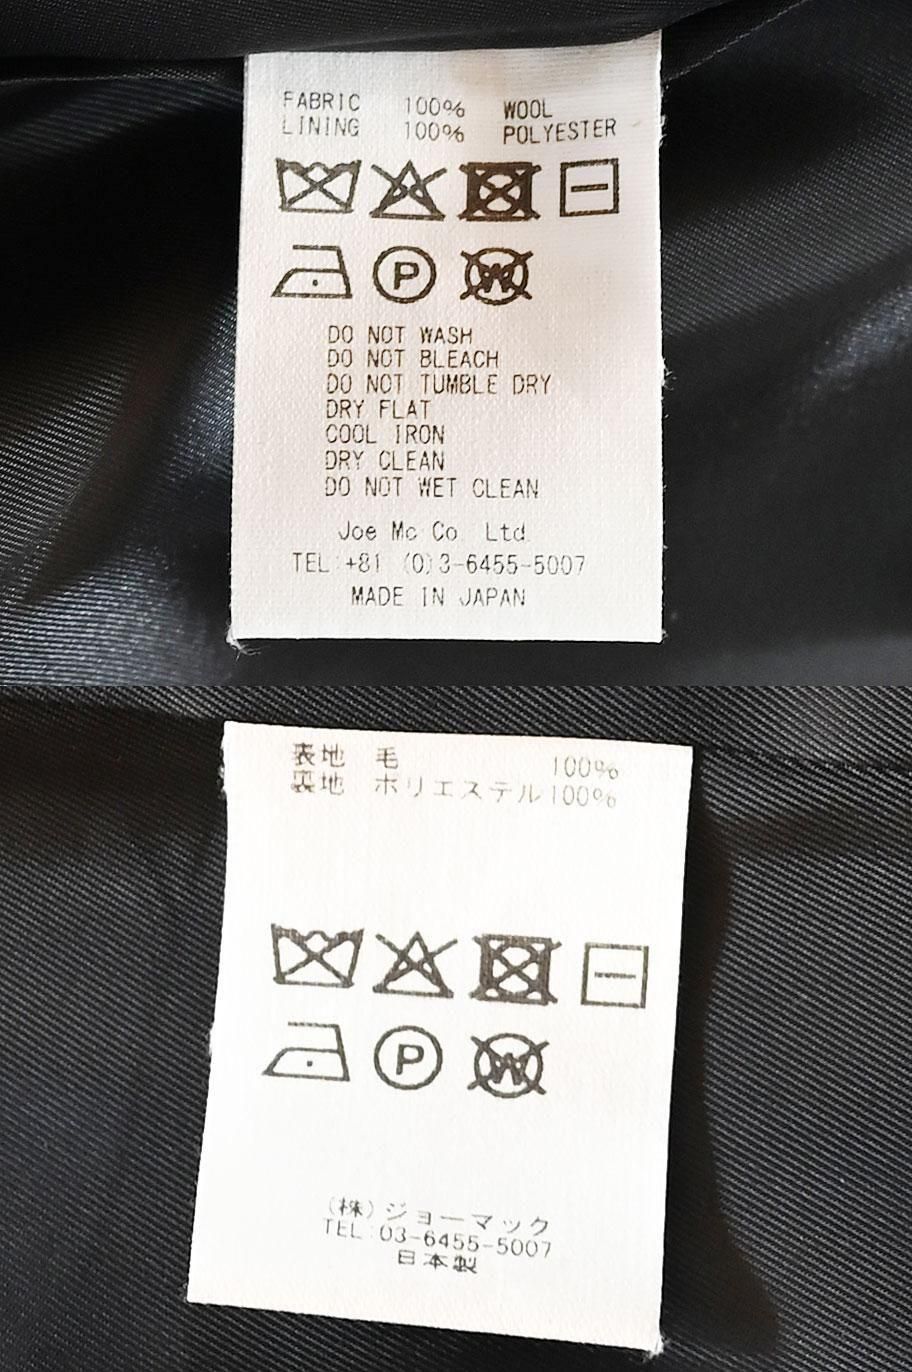 FABRIC 100% WOOL
LINING 100% POLYESTER
P W
DO NOT WASH
DO NOT BLEACH
DO NOT TUMBLE DRY
DRY FLAT
COOL IRON
DRY CLEAN
DO NOT WET CLEAN
Joe Mc Co. Ltd.
TEL:+81 (0)3-6455-5007
MADE IN JAPAN
表地 毛 100%
裏地 ポリエステル100%
P W
(株)ジョーマック
TEL:03-6455-5007
日本製